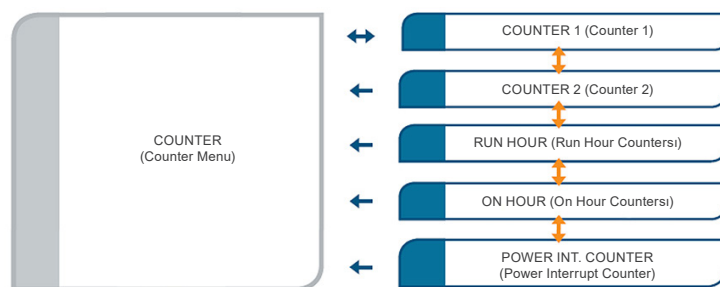 COUNTER
(Counter Menu)
COUNTER 1 (Counter 1)
COUNTER 2 (Counter 2)
RUN HOUR (Run Hour Countersı)
ON HOUR (On Hour Countersı)
POWER INT. COUNTER
(Power Interrupt Counter)